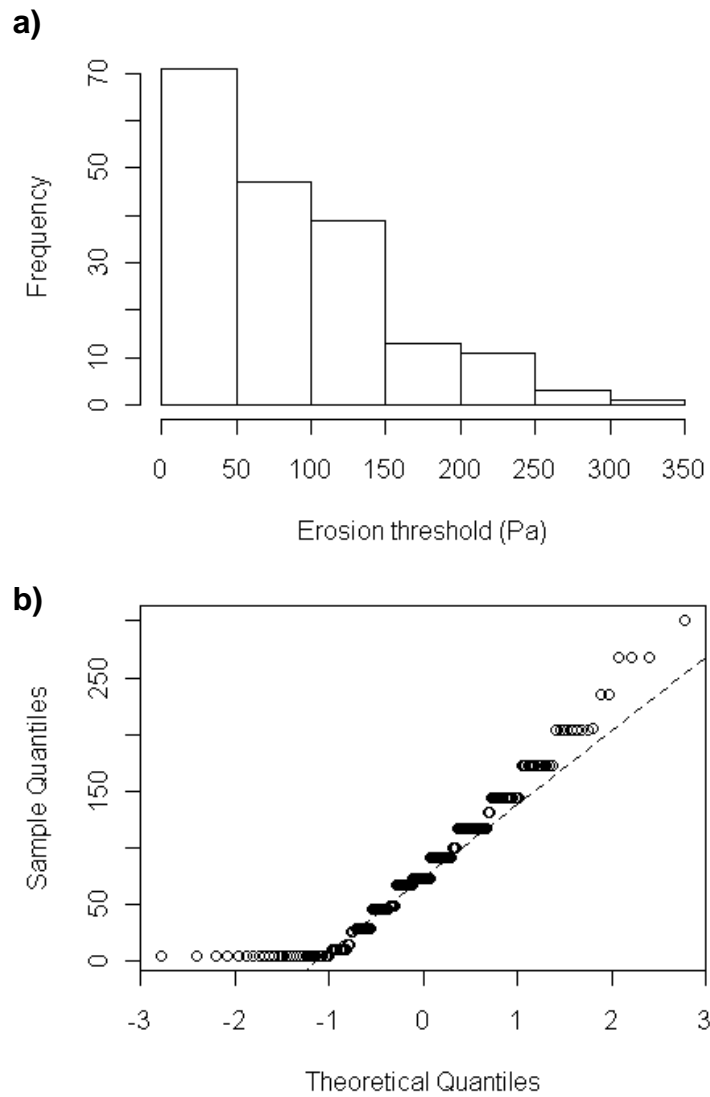 a)
70
50
30
10
0
Frequency
0 50 100 150 200 250 300 350
Erosion threshold (Pa)
b)
250
150
50
0
Sample Quantiles
-3 -2 -1 0 1 2 3
Theoretical Quantiles